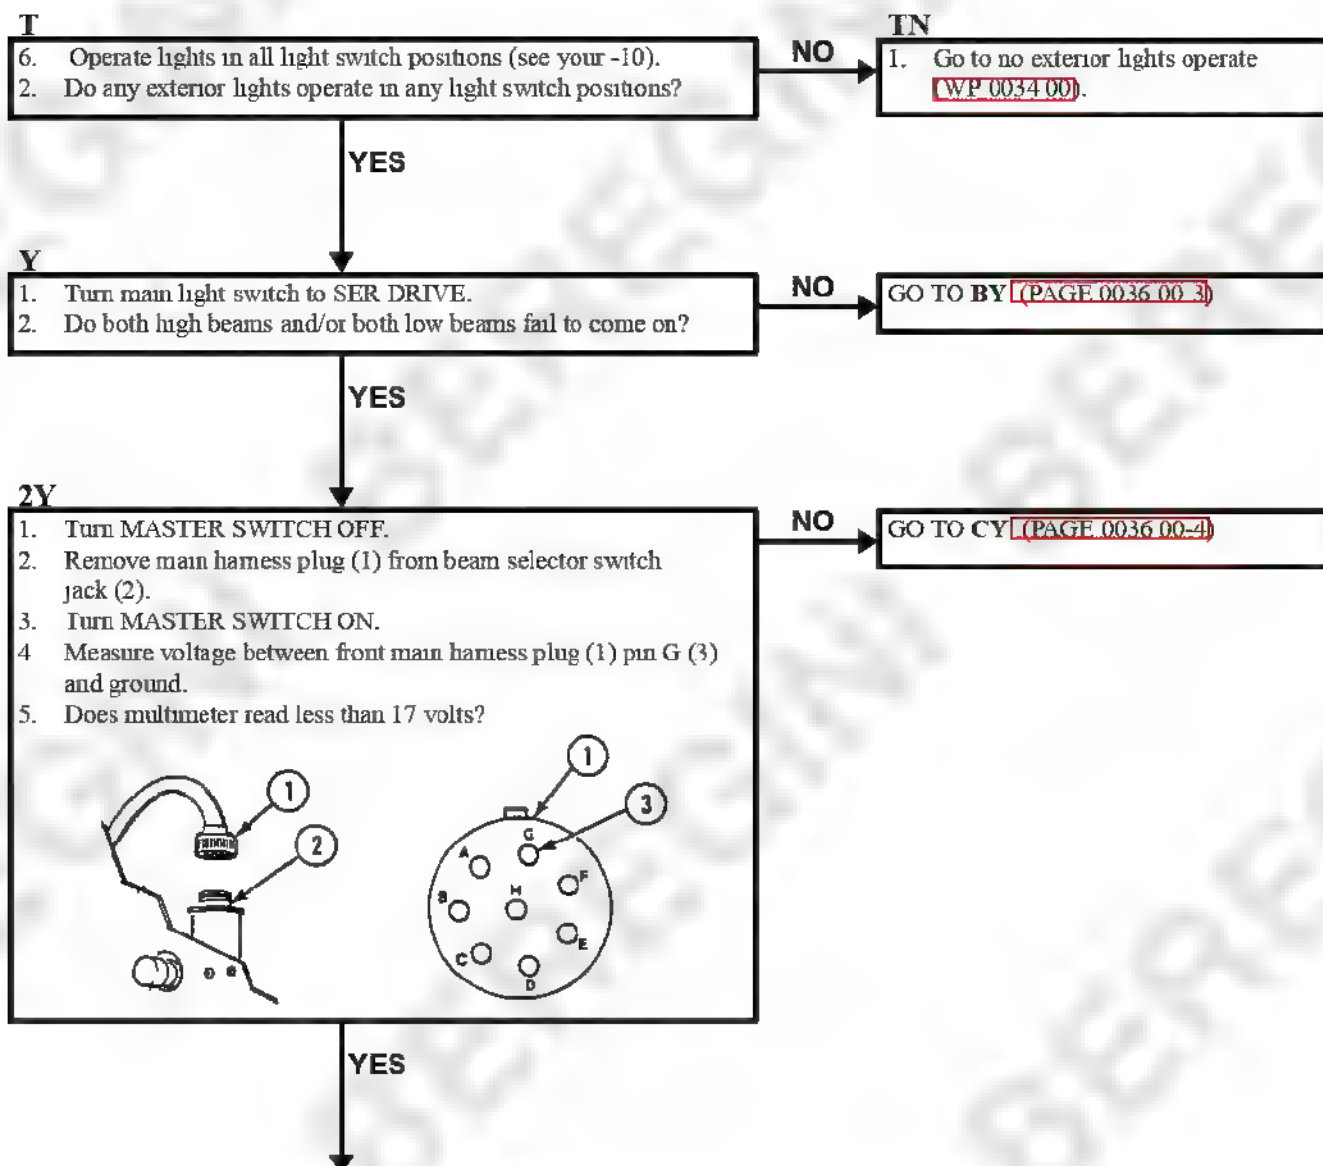 T
6. Operate lights in all light switch positions (see your -10).
2. Do any exterior lights operate in any light switch positions?
NO
TN
1. Go to no exterior lights operate
(WP 0034 00).
YES
Y
1. Turn main light switch to SER DRIVE.
2. Do both high beams and/or both low beams fail to come on?
NO
GO TO BY (PAGE 0036 00 3)
YES
2Y
1. Turn MASTER SWITCH OFF.
2. Remove main harness plug (1) from beam selector switch
jack (2).
3. Turn MASTER SWITCH ON.
4 Measure voltage between front main harness plug (1) pin G (3)
and ground.
5. Does multimeter read less than 17 volts?
NO
GO TO CY (PAGE 0036 00-4)
1
2
1
3
G
A
F
H
B
E
C
D
YES